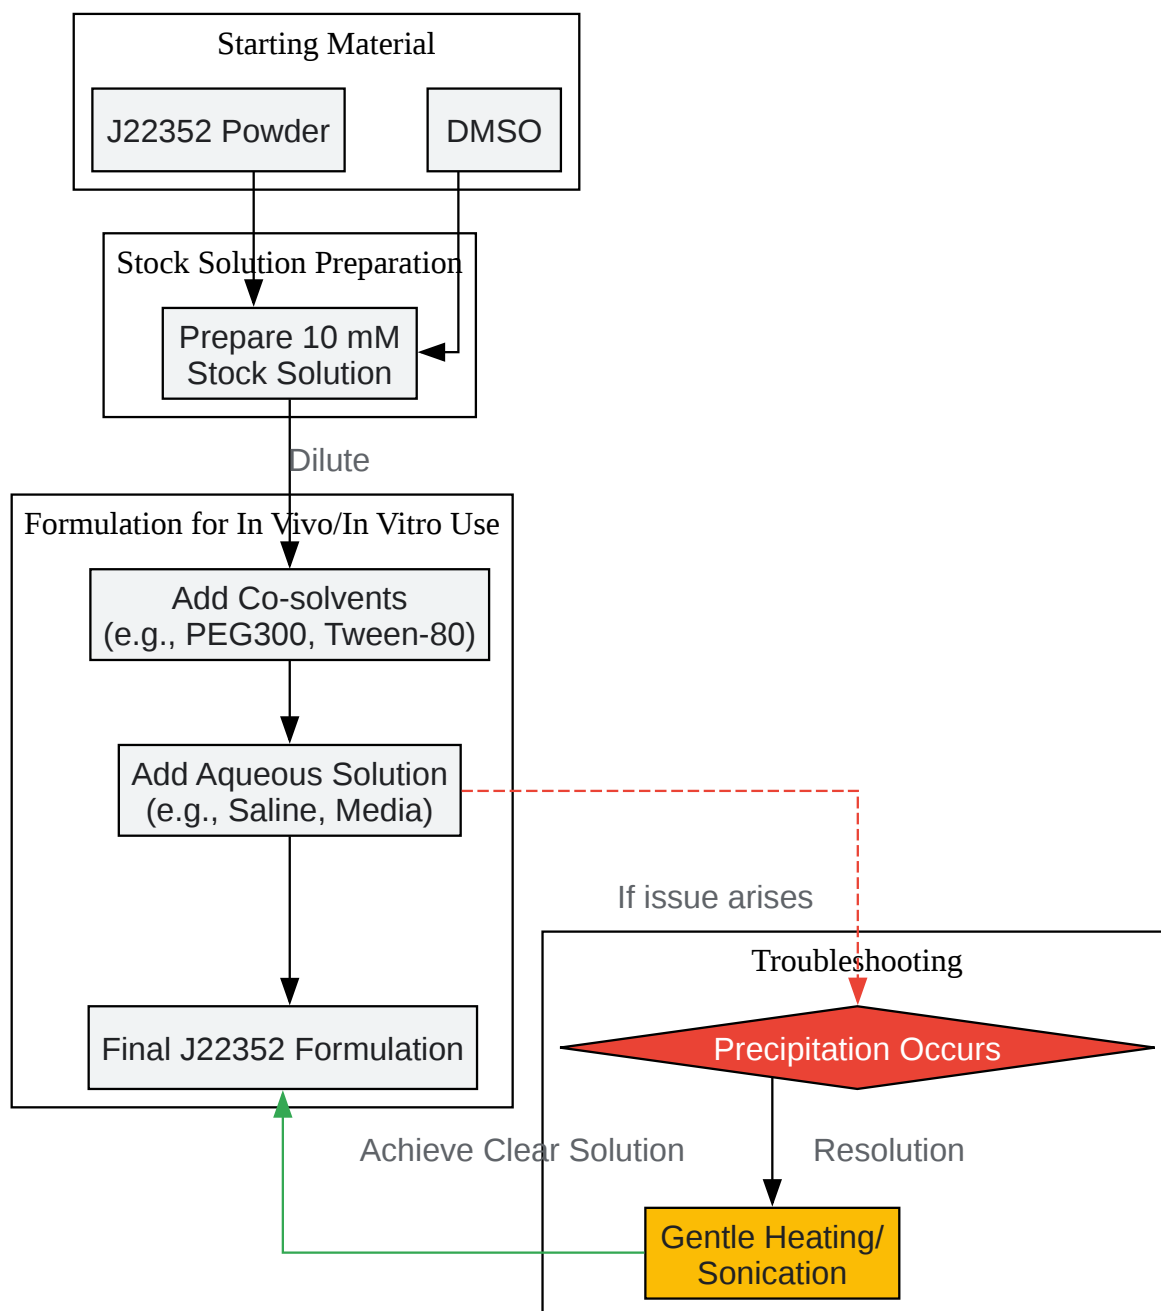 Starting Material
J22352 Powder
DMSO
Stock Solution Preparation
Prepare 10 mM
Stock Solution
Dilute
Formulation for In Vivo/In Vitro Use
Add Co-solvents
(e.g., PEG300, Tween-80)
Add Aqueous Solution
(e.g., Saline, Media)
If issue arises
Troubleshooting
Final J22352 Formulation
Precipitation Occurs
Achieve Clear Solution
Resolution
Gentle Heating/
Sonication